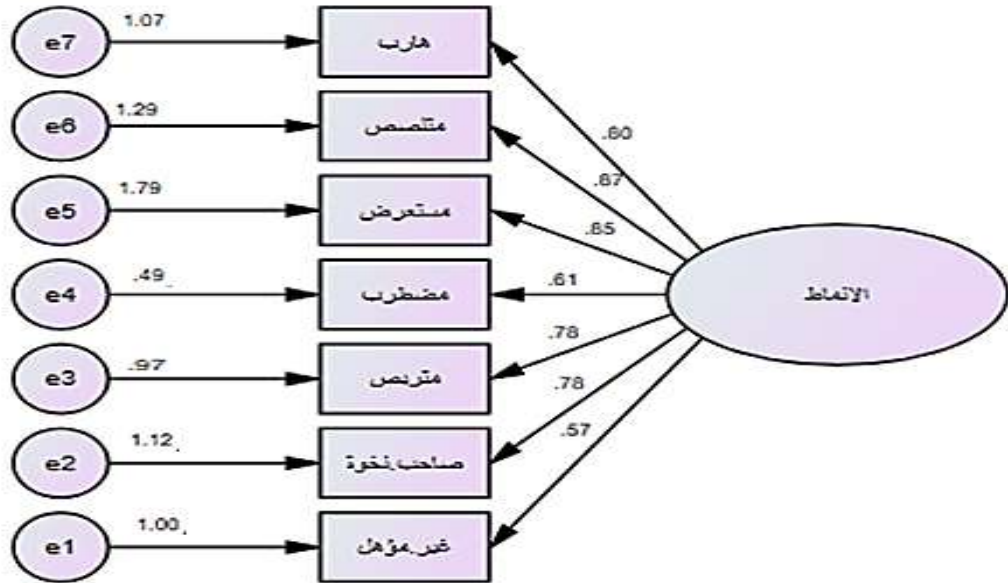 e7
1.07
هارب
.80
e6
1.29
متلصص
.87
e5
1.79
مستعرض
.85
e4
.49
مضطرب
.61
الانماط
e3
.97
متربص
.78
e2
1.12
صاحب.نخوة
.78
e1
1.00
غير.مؤهل
.57